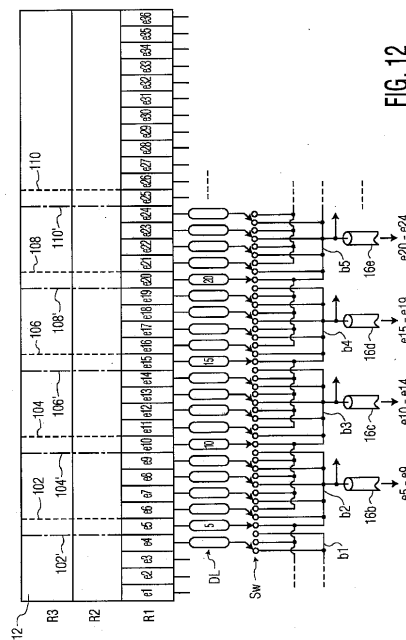 12
102'
102
104'
104
106'
106
108'
108
110'
110
R3
R2
R1
e1 e2 e3 e4 e5 e6 e7 e8 e9 e10 e11 e12 e13 e14 e15 e16 e17 e18 e19 e20 e21 e22 e23 e24 e25 e26 e27 e28 e29 e30 e31 e32 e33 e34 e35 e36
DL
5
10
15
20
Sw
b1
b2
b3
b4
b5
16b
16c
16d
16e
e5 - e9
e10 - e14
e15 - e19
e20 - e24
FIG. 12